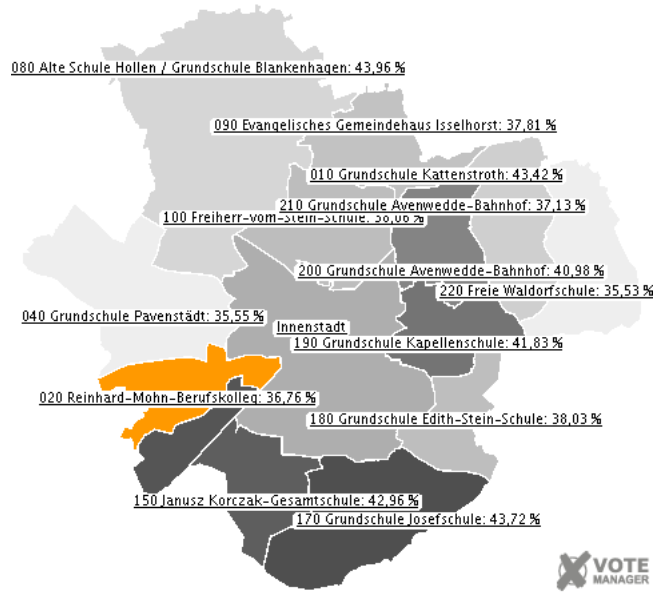 080 Alte Schule Hollen / Grundschule Blankenhagen: 43,96 %
090 Evangelisches Gemeindehaus Isselhorst: 37,81 %
010 Grundschule Kattenstroth: 43,42 %
210 Grundschule Avenwedde-Bahnhof: 37,13 %
100 Freiherr-vom-Stein-Schule: 38,06 %
200 Grundschule Avenwedde-Bahnhof: 40,98 %
220 Freie Waldorfschule: 35,53 %
040 Grundschule Pavenstädt: 35,55 %
Innenstadt
190 Grundschule Kapellenschule: 41,83 %
020 Reinhard-Mohn-Berufskolleg: 36,76 %
180 Grundschule Edith-Stein-Schule: 38,03 %
150 Janusz Korczak-Gesamtschule: 42,96 %
170 Grundschule Josefschule: 43,72 %
VOTE
MANAGER